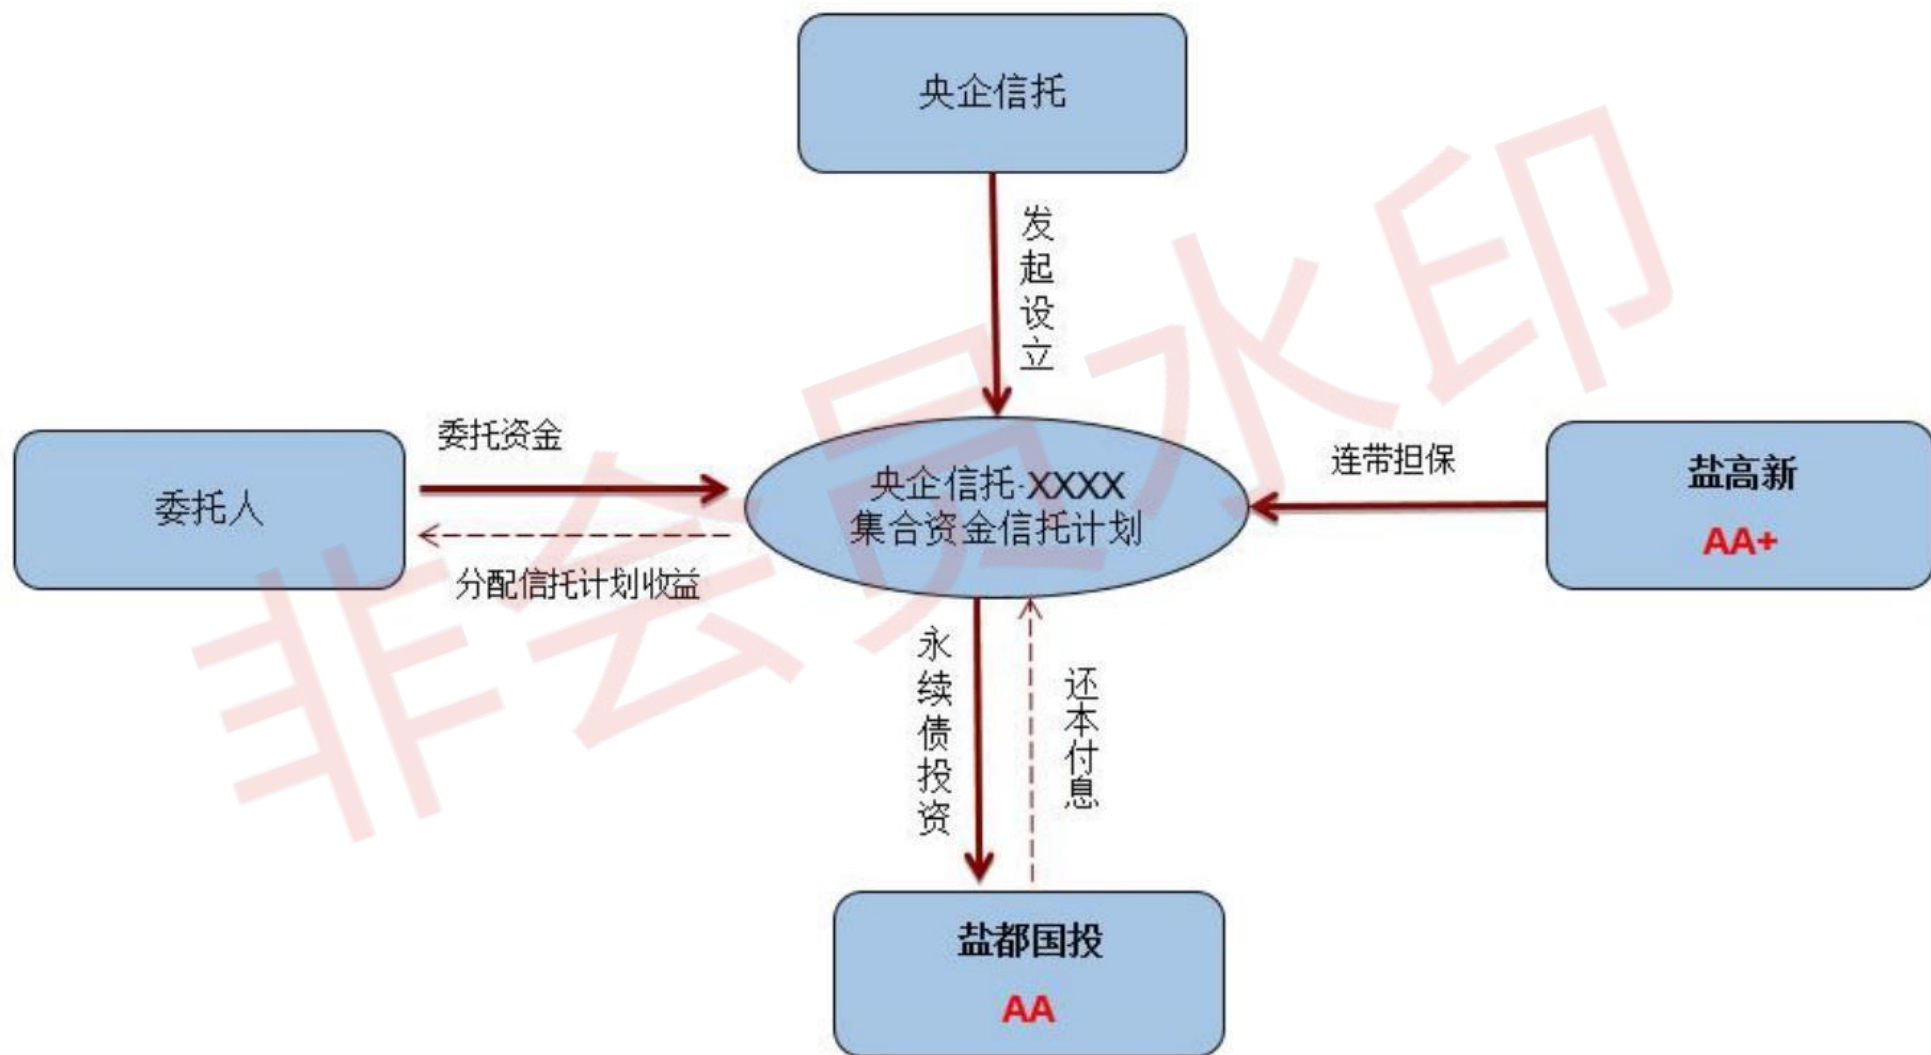 央企信托
发起设立
委托资金
委托人
分配信托计划收益
央企信托·XXXX
集合资金信托计划
连带担保
盐高新
AA+
永续债投资
还本付息
盐都国投
AA
非会员水印